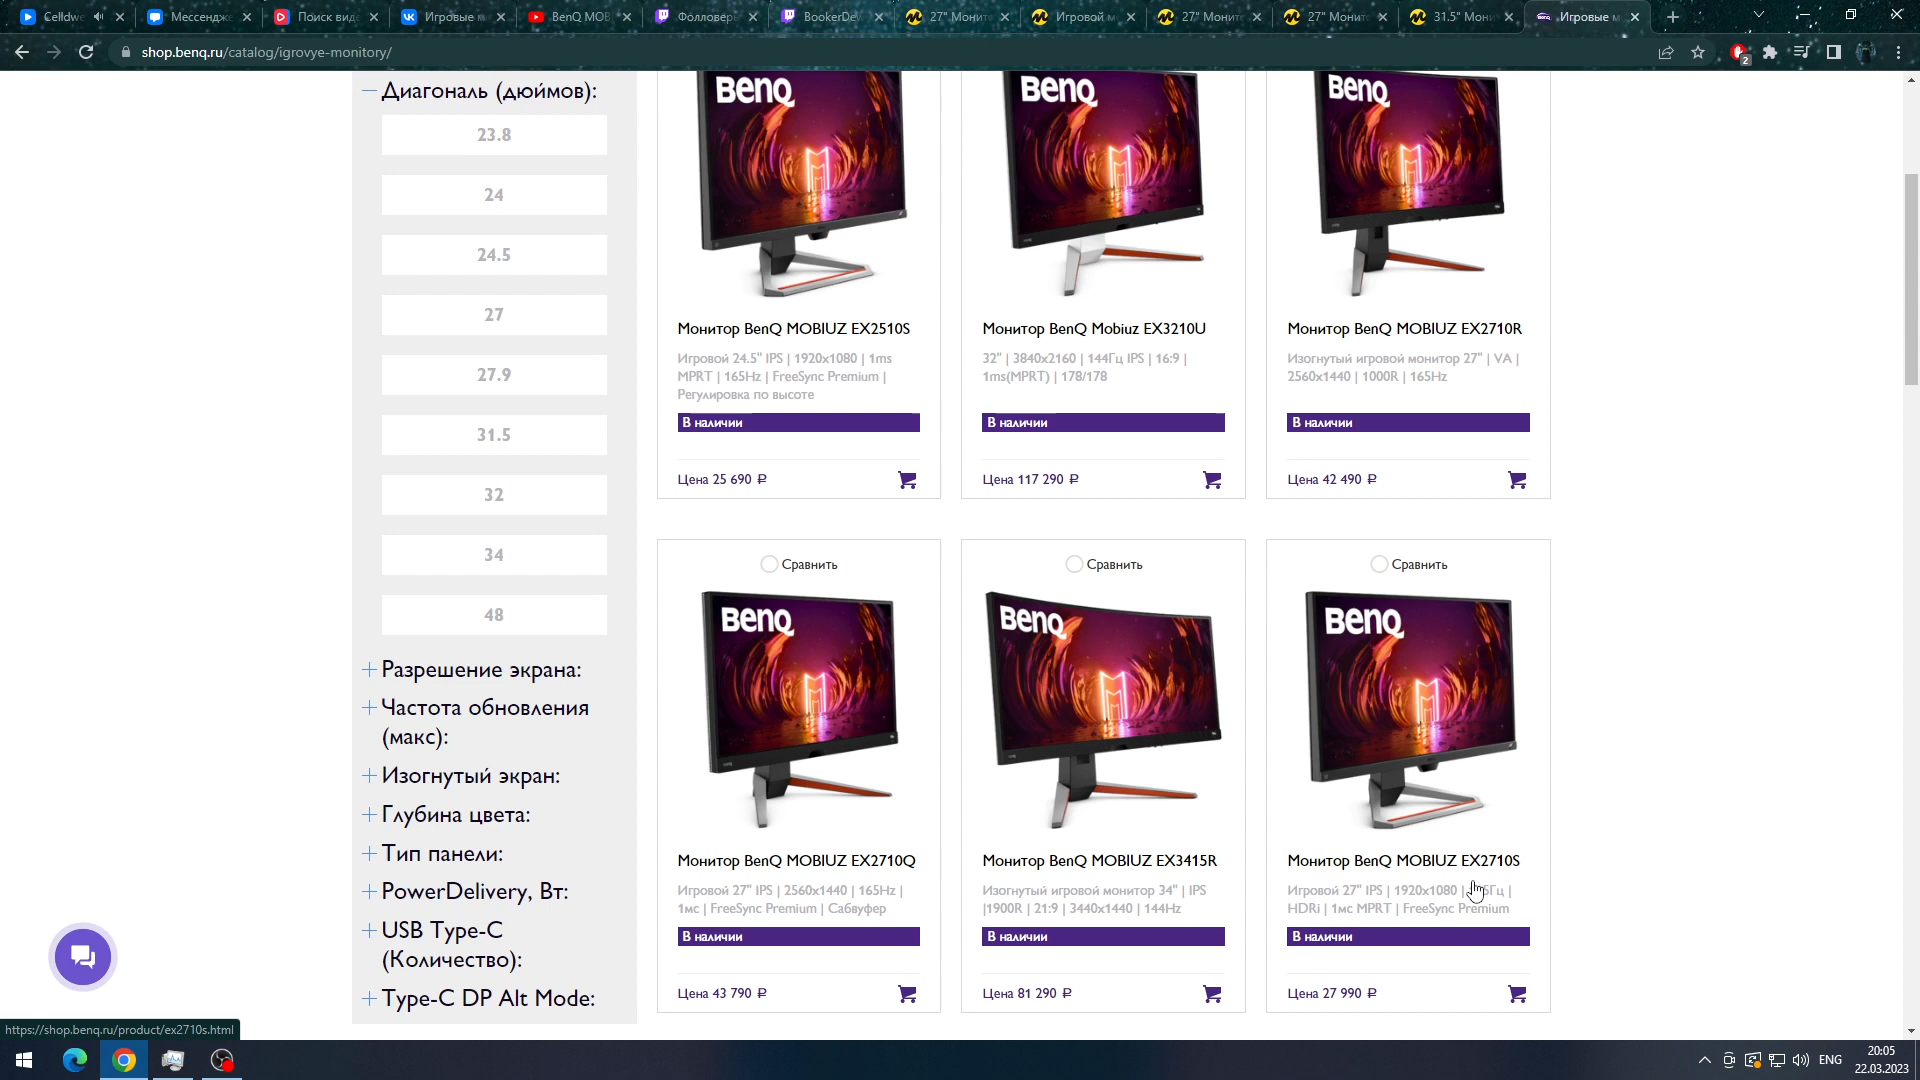 Celldwe
Мессендже
Поиск виде
Игровые м
BenQ MOB
Фолловеры
BookerDev
27" Монит
Игровой м
27" Монит
27" Монит
31.5" Мони
Игровые м
shop.benq.ru/catalog/igrovye-monitory/
2
Диагональ (дюймов):
23.8
24
24.5
27
27.9
31.5
32
34
48
Разрешение экрана:
Частота обновления
(макс):
Изогнутый экран:
Глубина цвета:
Тип панели:
PowerDelivery, Вт:
USB Type-C
(Количество):
Type-C DP Alt Mode:
BenQ
Монитор BenQ MOBIUZ EX2510S
Игровой 24.5" IPS | 1920x1080 | 1ms
MPRT | 165Hz | FreeSync Premium |
Регулировка по высоте
В наличии
Цена 25 690 ₽
BenQ
Монитор BenQ Mobiuz EX3210U
32" | 3840x2160 | 144Гц IPS | 16:9 |
1ms(MPRT) | 178/178
В наличии
Цена 117 290 ₽
BenQ
Монитор BenQ MOBIUZ EX2710R
Изогнутый игровой монитор 27" | VA |
2560x1440 | 1000R | 165Hz
В наличии
Цена 42 490 ₽
Сравнить
BenQ
Монитор BenQ MOBIUZ EX2710Q
Игровой 27" IPS | 2560x1440 | 165Hz |
1мс | FreeSync Premium | Сабвуфер
В наличии
Цена 43 790 ₽
Сравнить
BenQ
Монитор BenQ MOBIUZ EX3415R
Изогнутый игровой монитор 34" | IPS
|1900R | 21:9 | 3440x1440 | 144Hz
В наличии
Цена 81 290 ₽
Сравнить
BenQ
Монитор BenQ MOBIUZ EX2710S
Игровой 27" IPS | 1920x1080 |
HDRi | 1мс MPRT | FreeSync Premium
В наличии
Цена 27 990 ₽
https://shop.benq.ru/product/ex2710s.html
ENG
20:05
22.03.2023